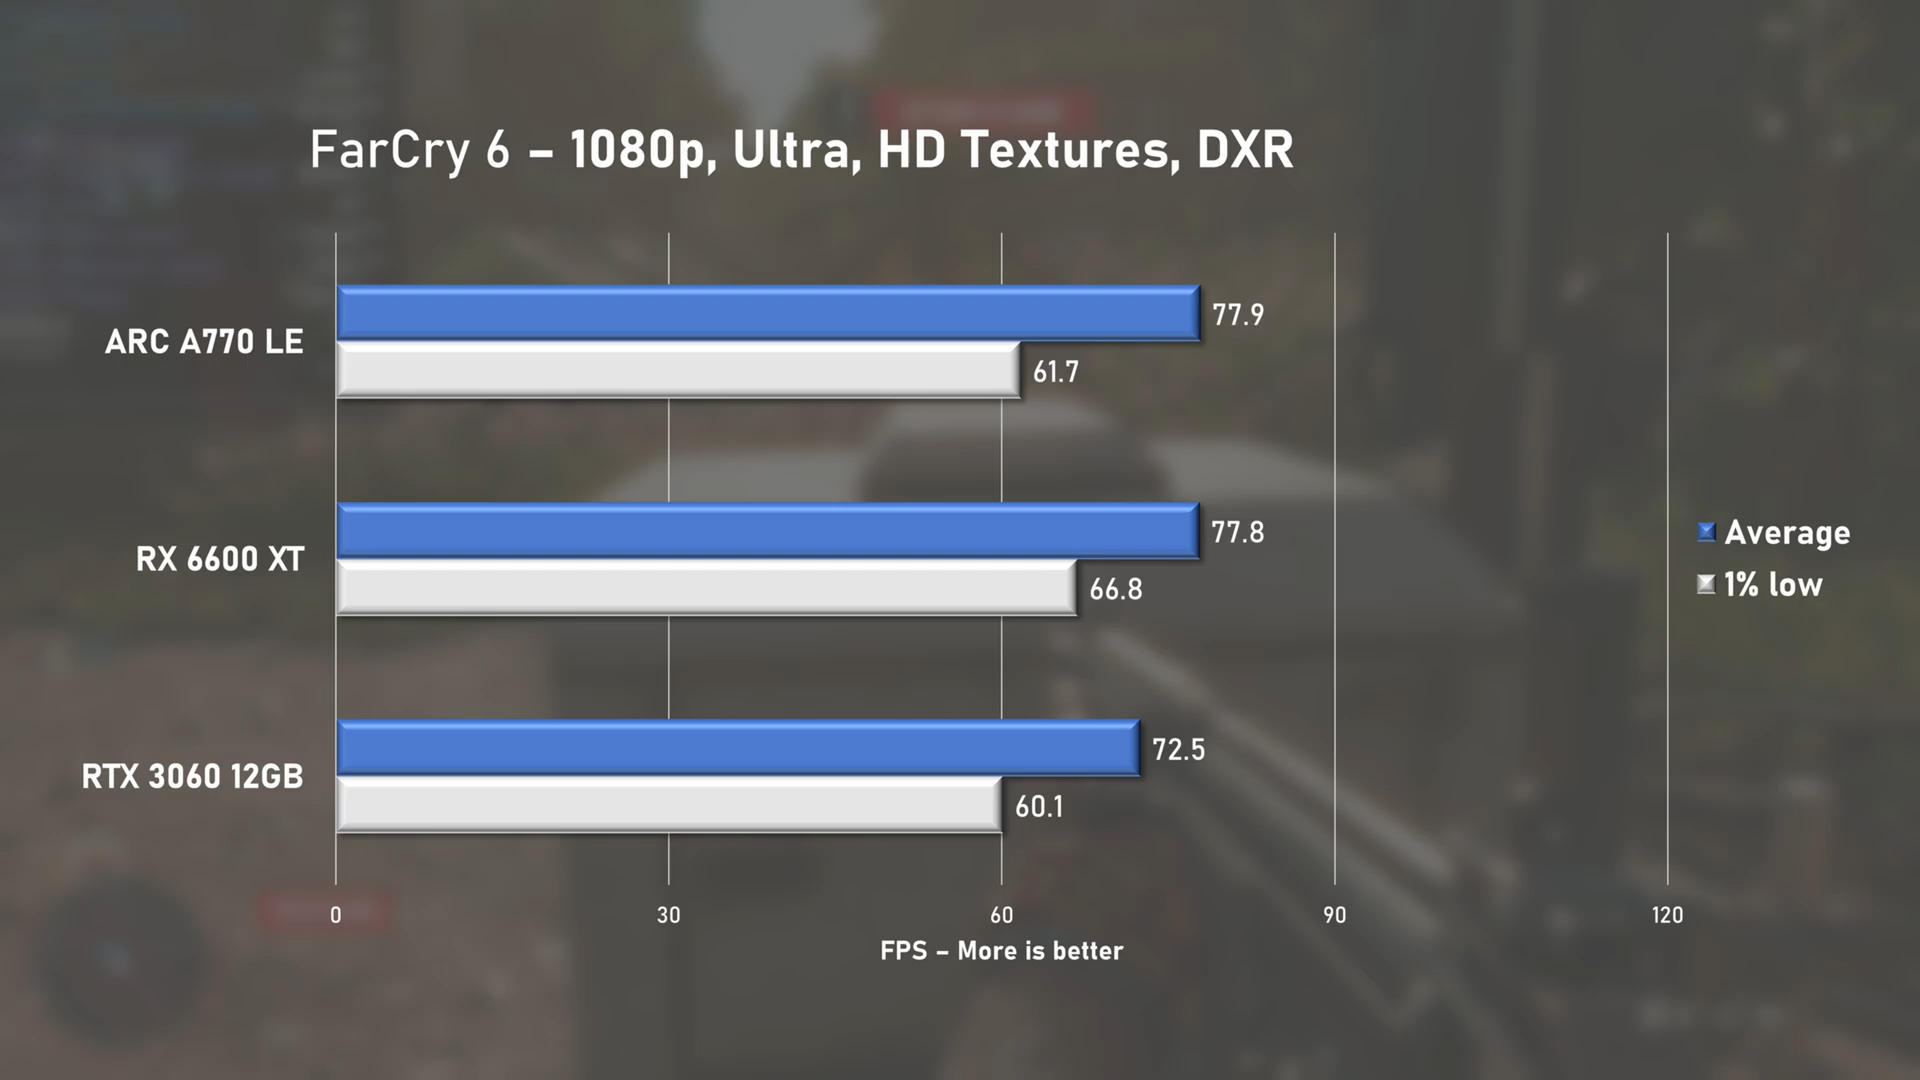 FarCry 6 – 1080p, Ultra, HD Textures, DXR
ARC A770 LE
77.9
61.7
RX 6600 XT
77.8
66.8
RTX 3060 12GB
72.5
60.1
Average
1% low
0 30 60 90 120
FPS – More is better